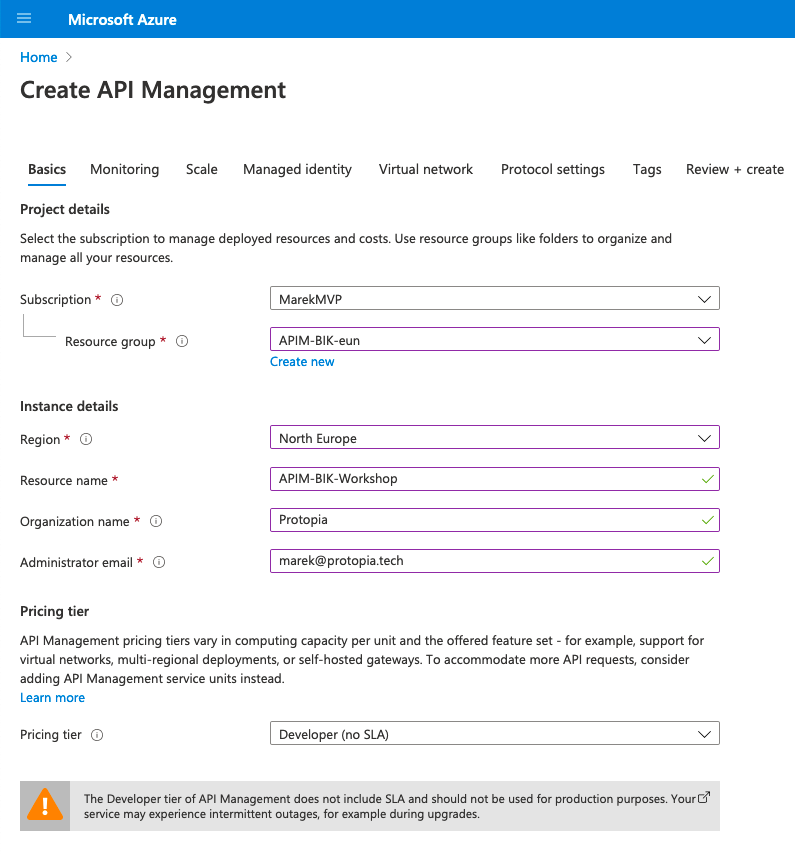 Microsoft Azure
Home
Create API Management
Basics Monitoring Scale Managed identity Virtual network Protocol settings Tags Review + create
Project details
Select the subscription to manage deployed resources and costs. Use resource groups like folders to organize and
manage all your resources.
Subscription * MarekMVP
Resource group * APIM-BIK-eun
Create new
Instance details
Region * North Europe
Resource name * APIM-BIK-Workshop
Organization name * Protopia
Administrator email * marek@protopia.tech
Pricing tier
API Management pricing tiers vary in computing capacity per unit and the offered feature set - for example, support for
virtual networks, multi-regional deployments, or self-hosted gateways. To accommodate more API requests, consider
adding API Management service units instead.
Learn more
Pricing tier Developer (no SLA)
The Developer tier of API Management does not include SLA and should not be used for production purposes. Your
service may experience intermittent outages, for example during upgrades.